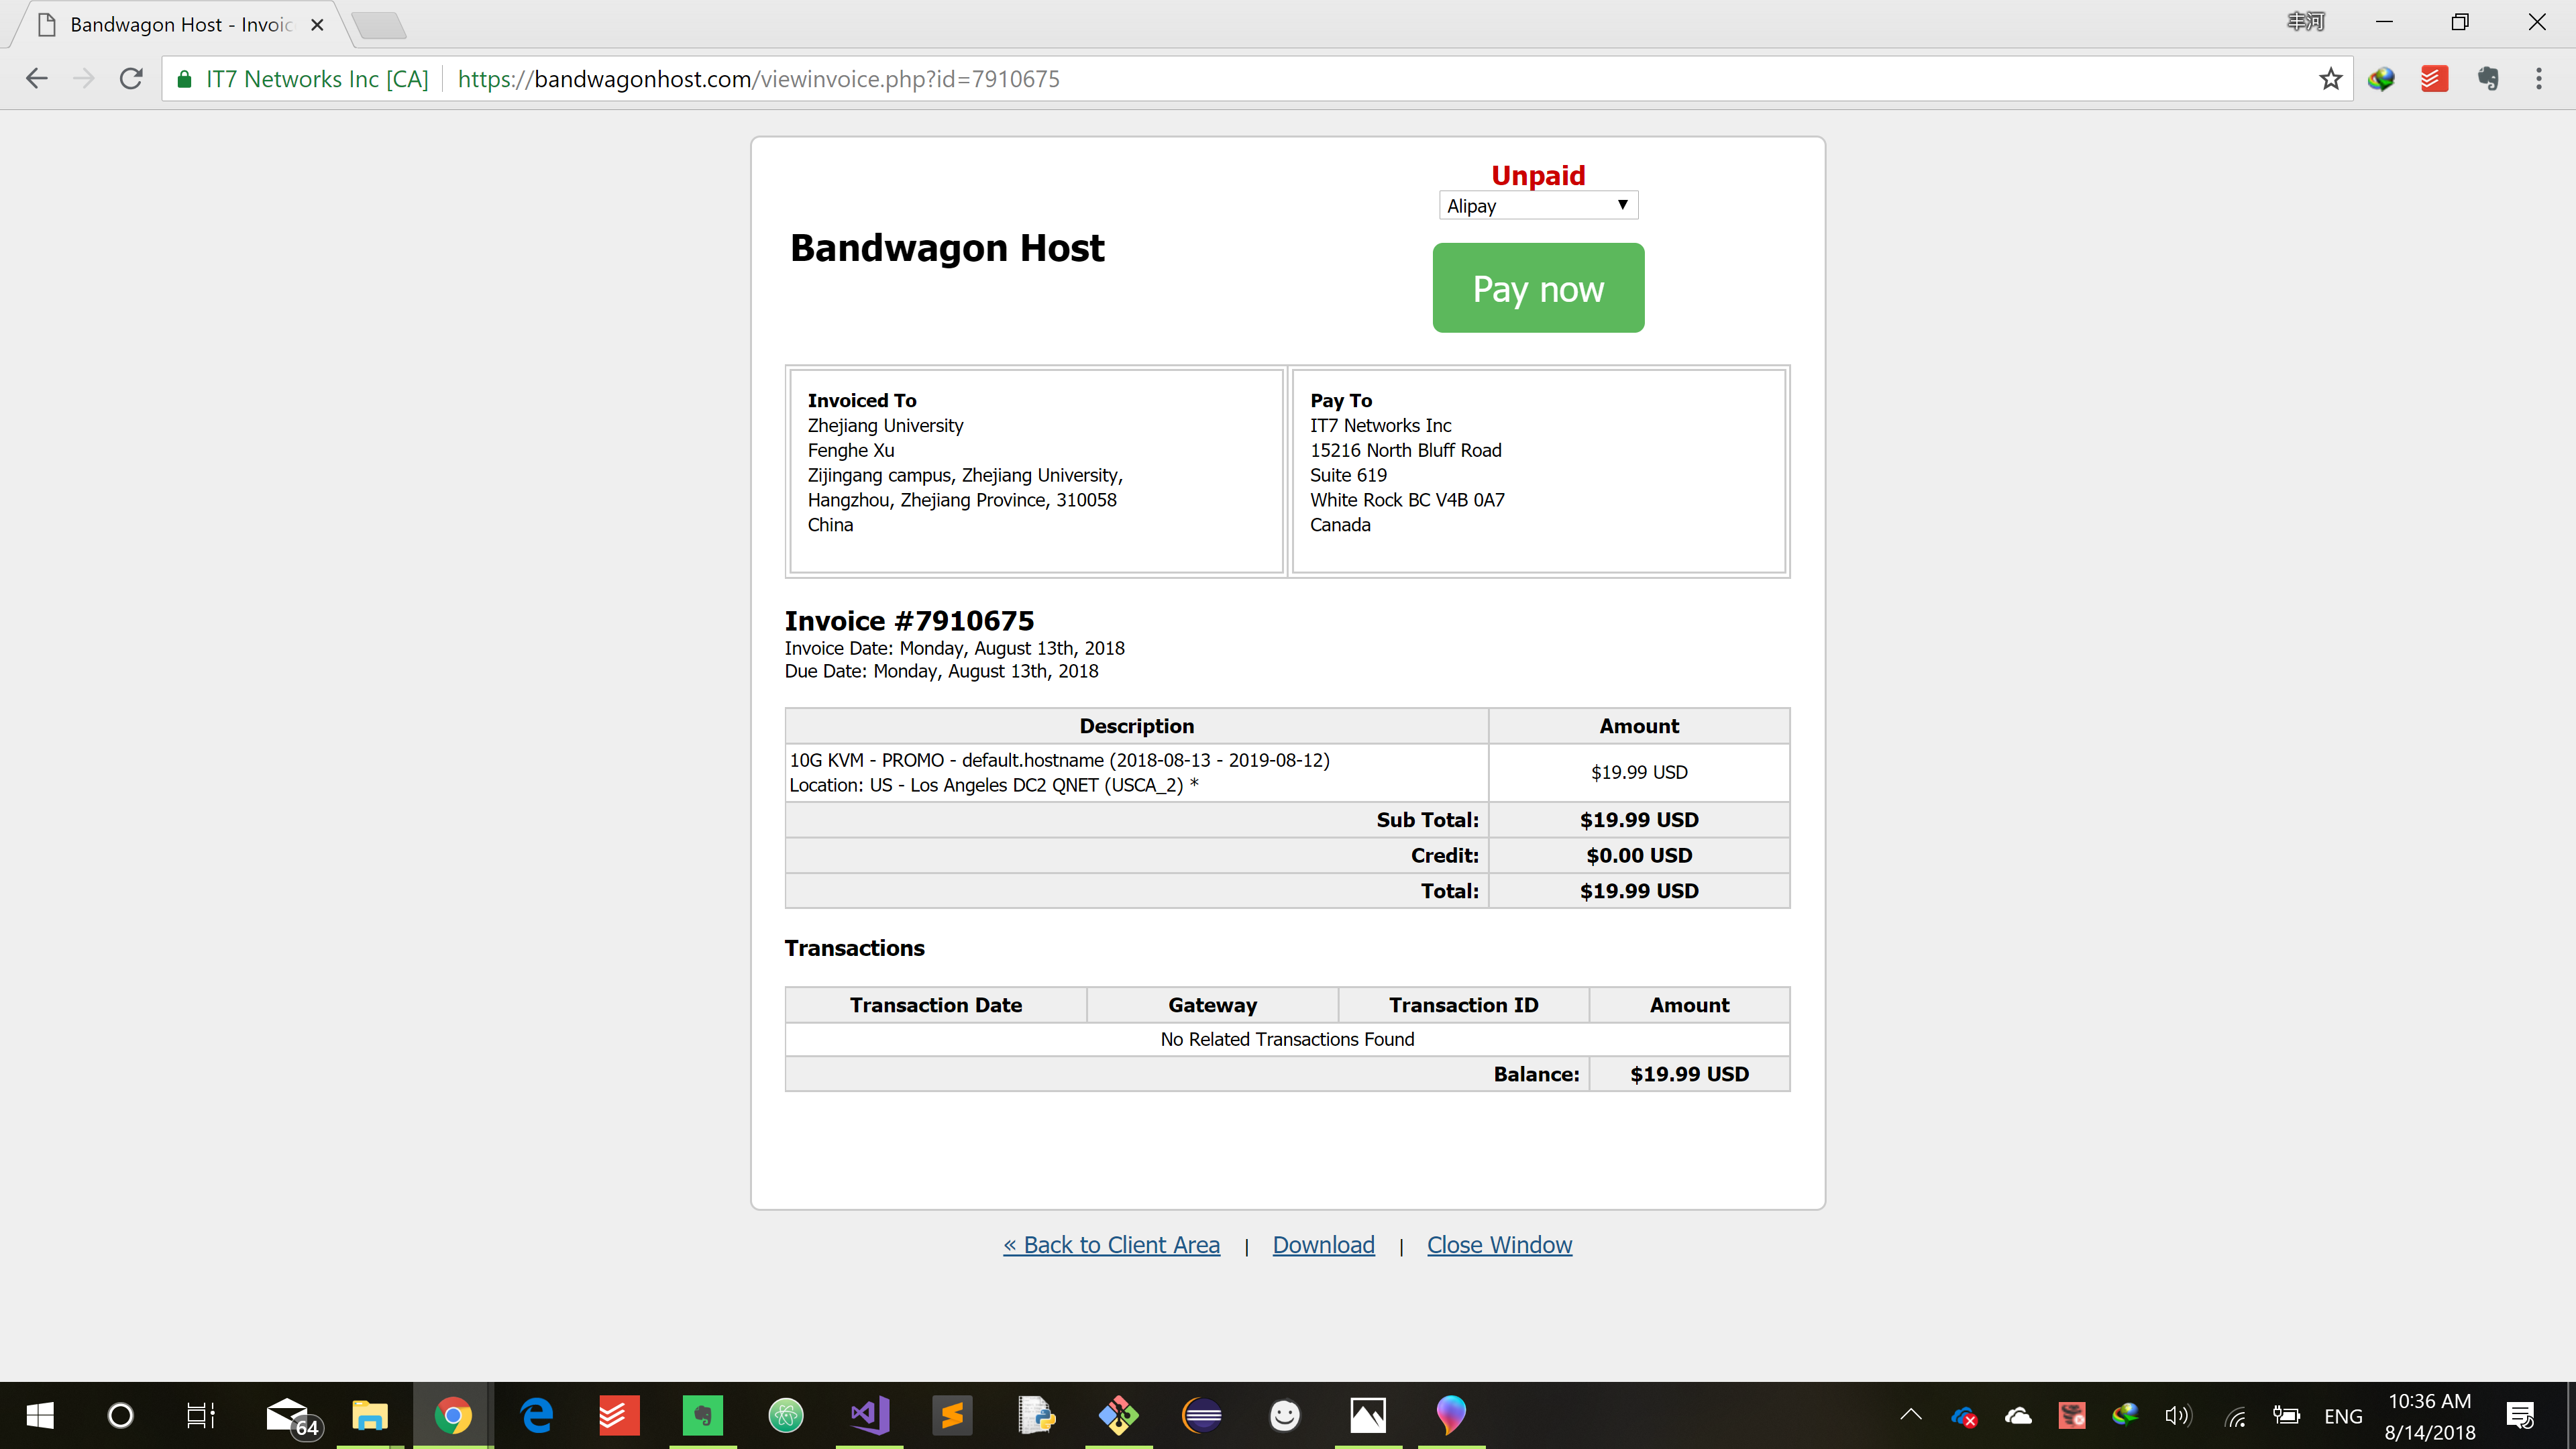 Bandwagon Host - Invoic
丰河
IT7 Networks Inc [CA]
https://bandwagonhost.com/viewinvoice.php?id=7910675
Unpaid
Alipay
Bandwagon Host
Pay now
Invoiced To
Zhejiang University
Fenghe Xu
Zijingang campus, Zhejiang University,
Hangzhou, Zhejiang Province, 310058
China
Pay To
IT7 Networks Inc
15216 North Bluff Road
Suite 619
White Rock BC V4B 0A7
Canada
Invoice #7910675
Invoice Date: Monday, August 13th, 2018
Due Date: Monday, August 13th, 2018
Description Amount
10G KVM - PROMO - default.hostname (2018-08-13 - 2019-08-12)
Location: US - Los Angeles DC2 QNET (USCA_2) *
$19.99 USD
Sub Total: $19.99 USD
Credit: $0.00 USD
Total: $19.99 USD
Transactions
Transaction Date Gateway Transaction ID Amount
No Related Transactions Found
Balance: $19.99 USD
« Back to Client Area | Download | Close Window
64
ENG
10:36 AM
8/14/2018